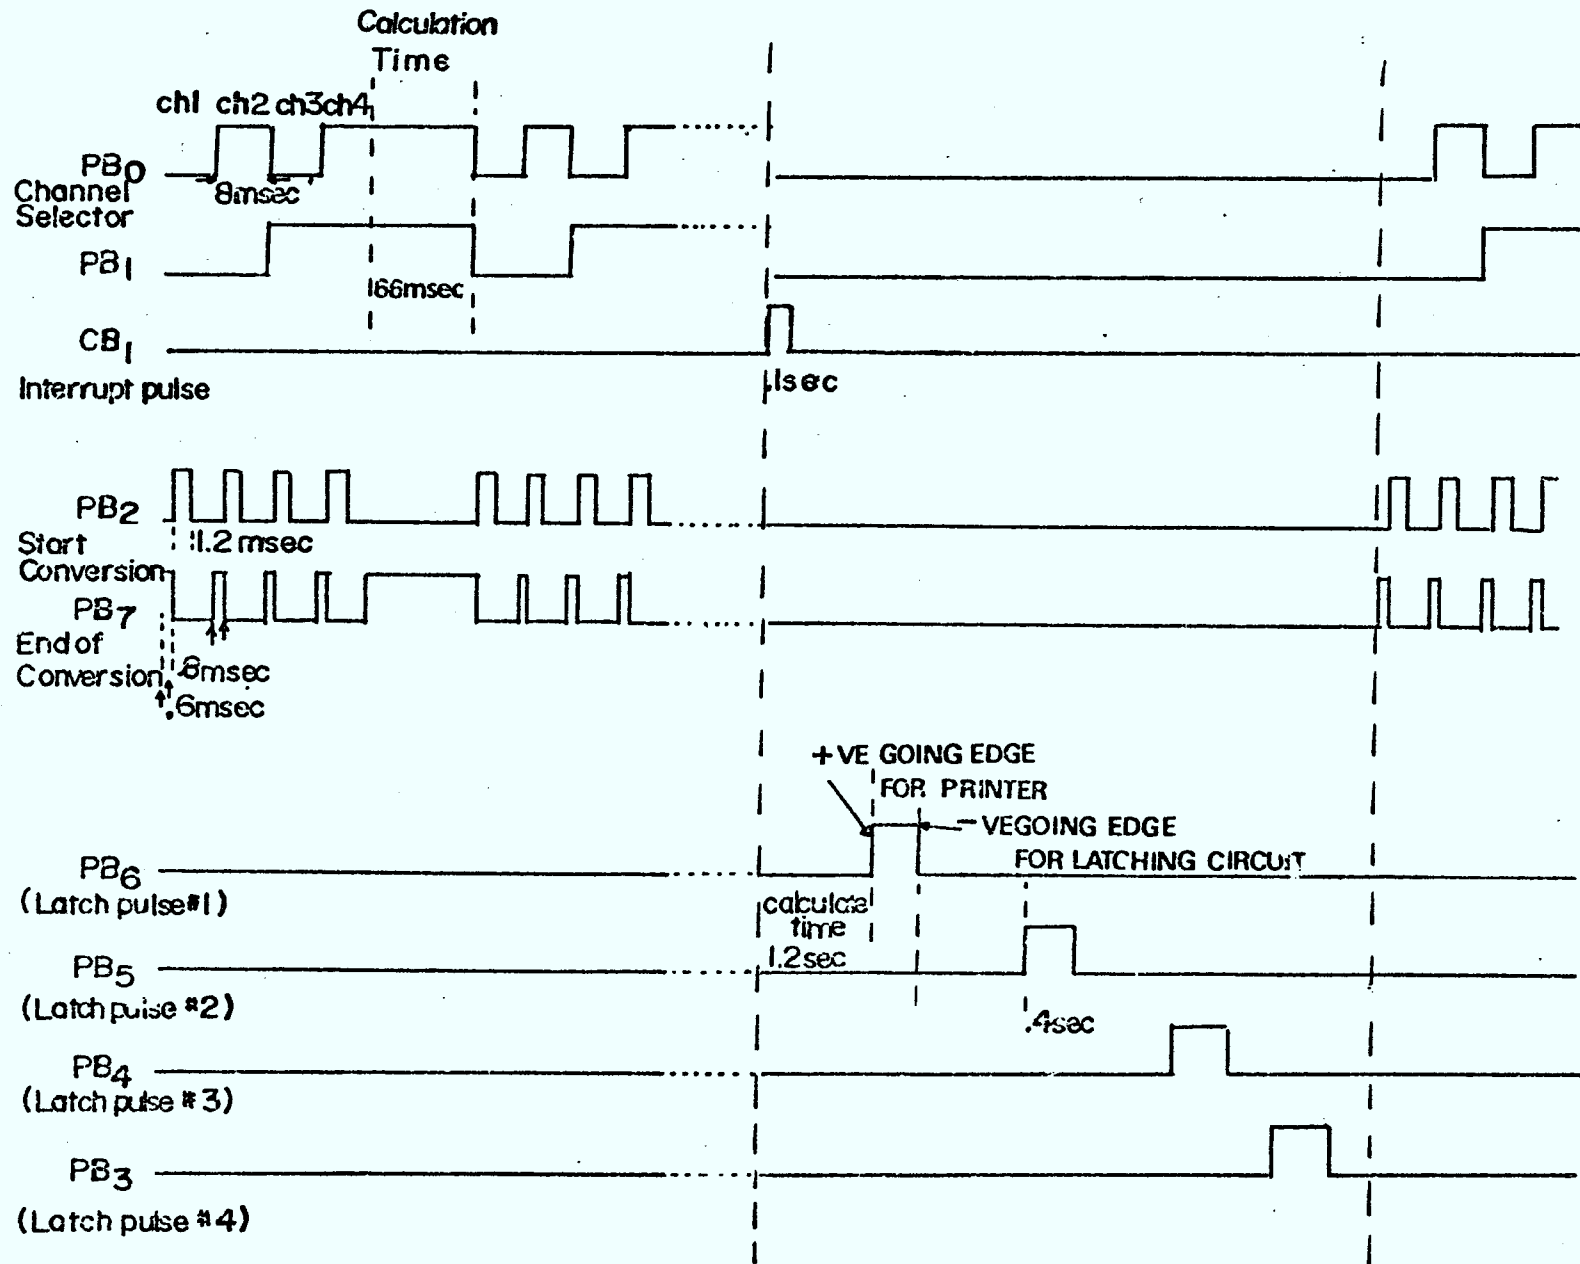 Calculation
Time
ch1 ch2 ch3 ch4
PB0
Channel
Selector
8msec
PB1
166msec
CB1
Interrupt pulse
.1sec
PB2
Start
Conversion
1.2 msec
PB7
End of
Conversion
.8msec
.6msec
+VE GOING EDGE
FOR PRINTER
-VEGOING EDGE
FOR LATCHING CIRCUIT
PB6
(Latch pulse#1)
calculate
time
1.2sec
PB5
(Latch pulse #2)
.4sec
PB4
(Latch pulse #3)
PB3
(Latch pulse #4)